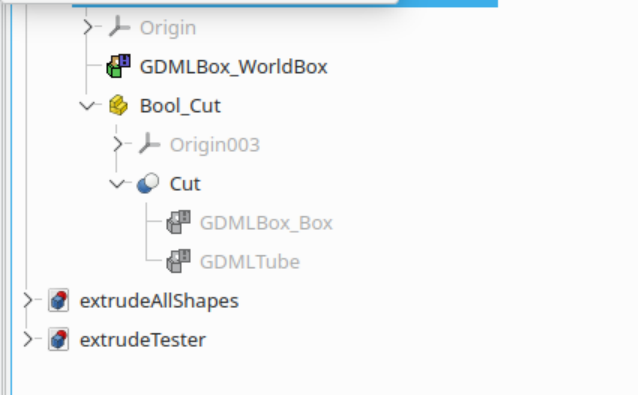 Origin
GDMLBox_WorldBox
Bool_Cut
Origin003
Cut
GDMLBox_Box
GDMLTube
extrudeAllShapes
extrudeTester